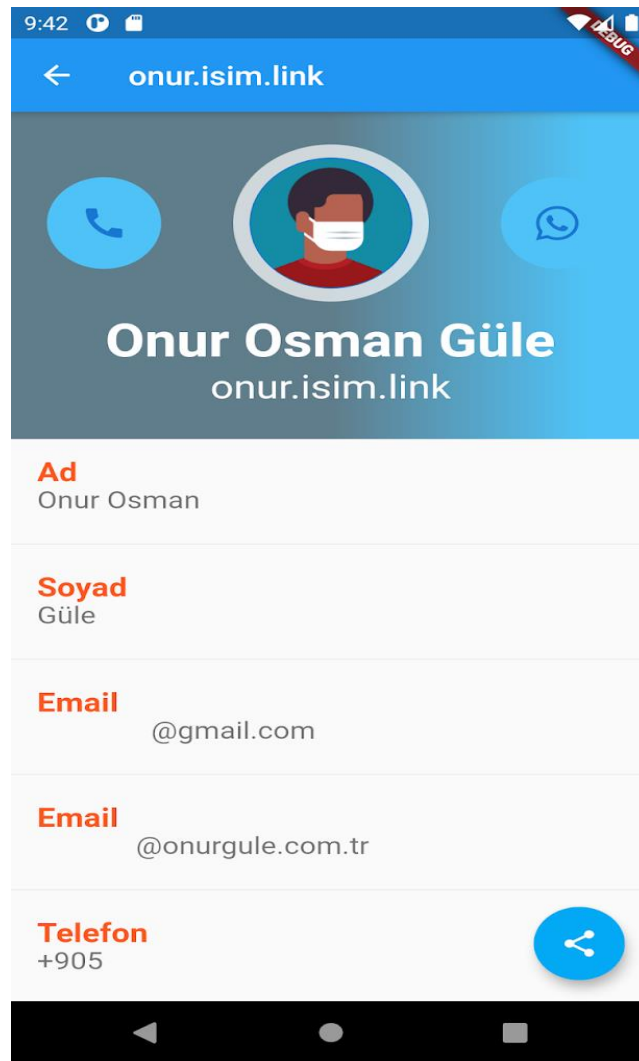 9:42
DEBUG
onur.isim.link
Onur Osman Güle
onur.isim.link
Ad
Onur Osman
Soyad
Güle
Email
@gmail.com
Email
@onurgule.com.tr
Telefon
+905